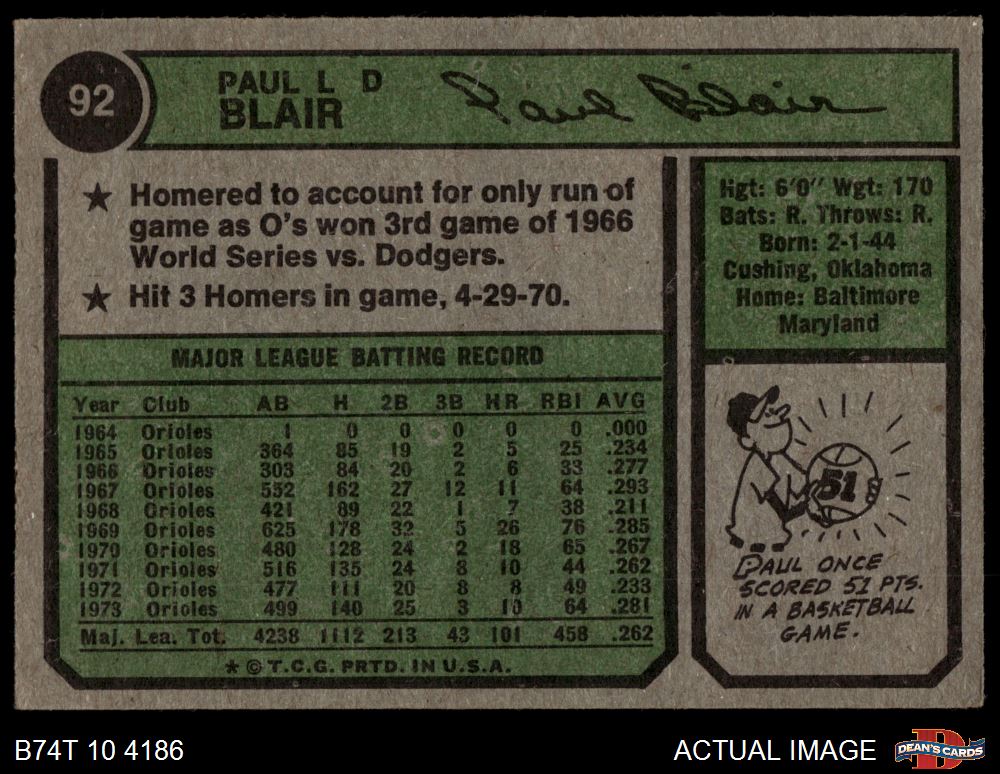 92
PAUL L D
BLAIR
Paul Blair
★ Homered to account for only run of
game as O's won 3rd game of 1966
World Series vs. Dodgers.
★ Hit 3 Homers in game, 4-29-70.
Hgt: 6'0" Wgt: 170
Bats: R. Throws: R.
Born: 2-1-44
Cushing, Oklahoma
Home: Baltimore
Maryland
MAJOR LEAGUE BATTING RECORD
Year Club AB H 2B 3B HR RBI AVG
1964 Orioles 1 0 0 0 0 0 .000
1965 Orioles 364 85 19 2 5 25 .234
1966 Orioles 303 84 20 2 6 33 .277
1967 Orioles 552 162 27 12 11 64 .293
1968 Orioles 421 89 22 1 7 38 .211
1969 Orioles 625 178 32 5 26 76 .285
1970 Orioles 480 128 24 2 18 65 .267
1971 Orioles 516 135 24 8 10 44 .262
1972 Orioles 477 111 20 8 8 49 .233
1973 Orioles 499 140 25 3 10 64 .281
Maj. Lea. Tot. 4238 1112 213 43 101 458 .262
★ © T.C.G. PRTD. IN U.S.A.
51
PAUL ONCE
SCORED 51 PTS.
IN A BASKETBALL
GAME.
B74T 10 4186
ACTUAL IMAGE
DEAN'S CARDS